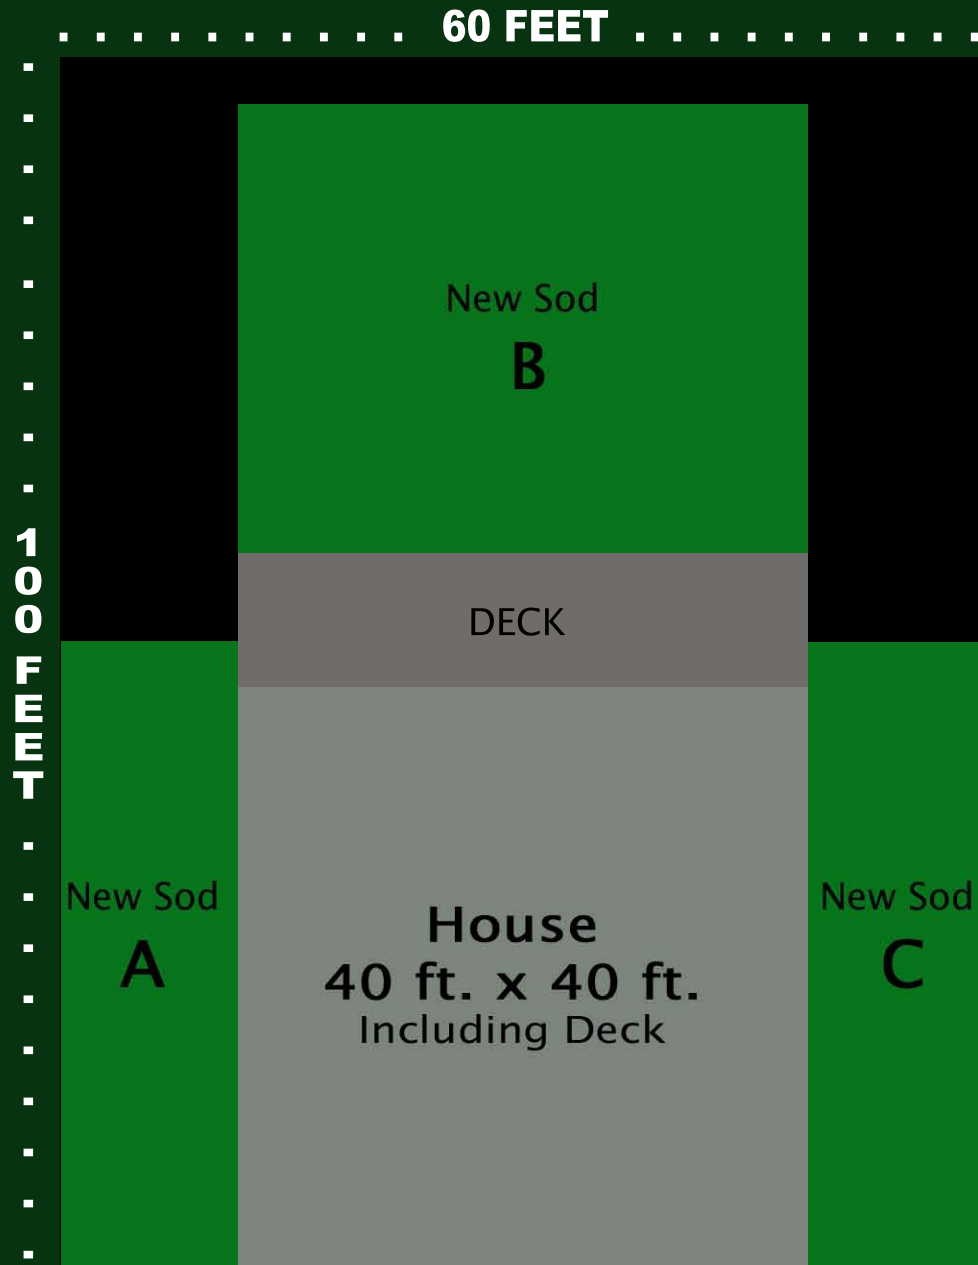 60 FEET
100 FEET
New Sod
B
DECK
New Sod
A
House
40 ft. x 40 ft.
Including Deck
New Sod
C